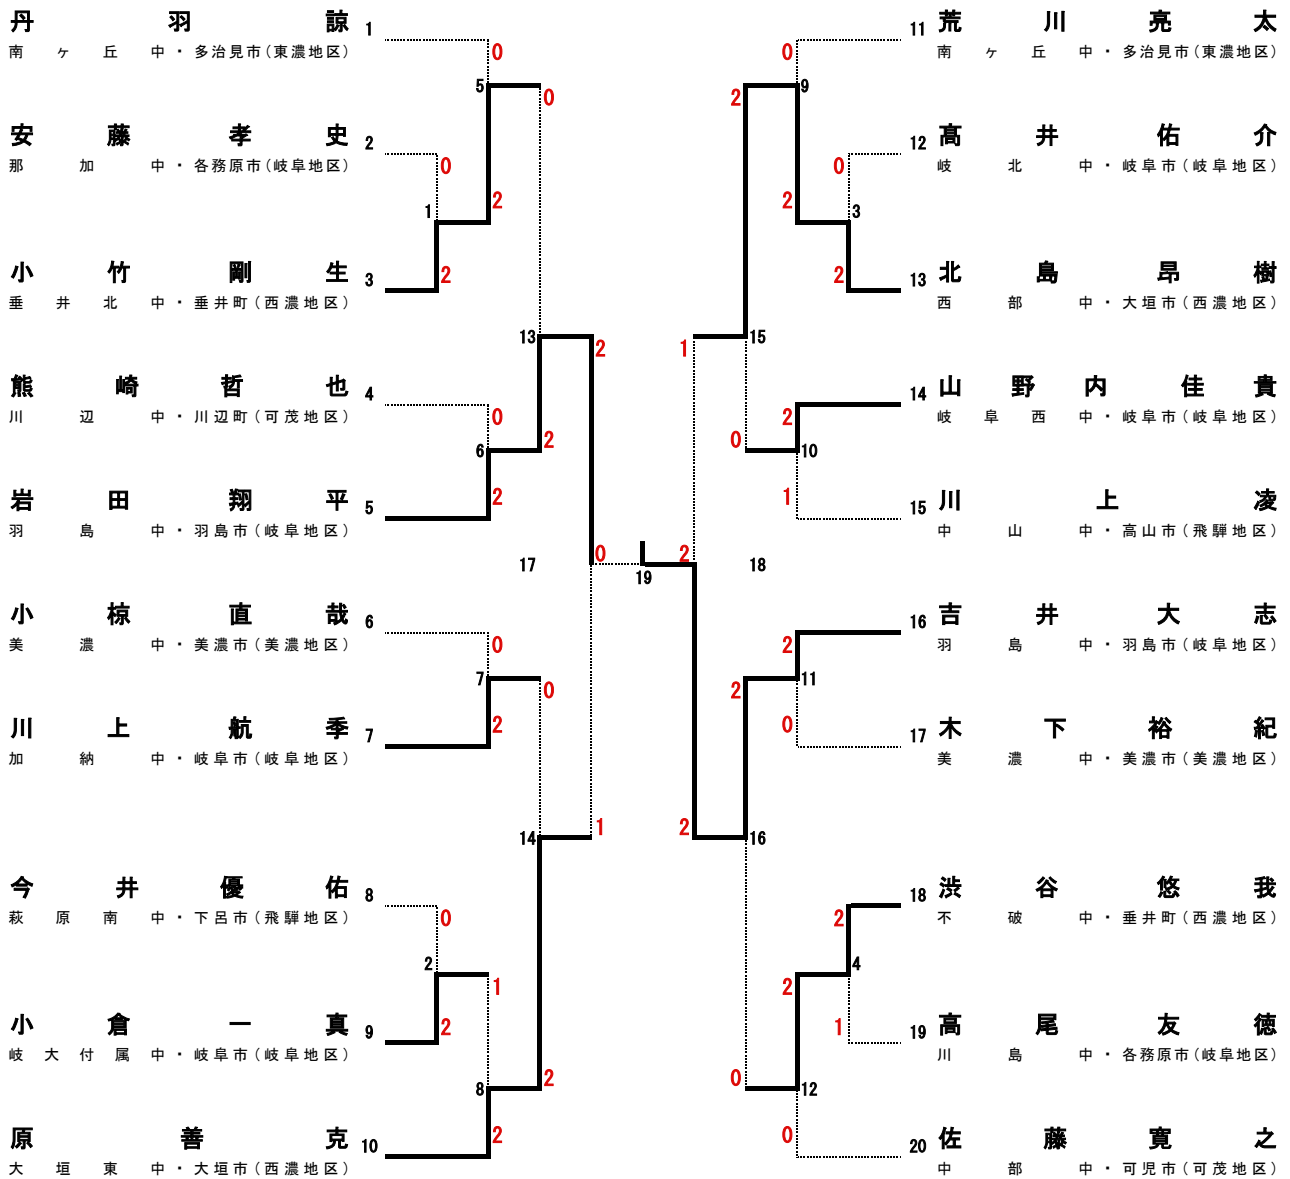 丹羽諒 1
南ヶ丘中・多治見市(東濃地区)
0
5
0
安藤孝史 2
那加中・各務原市(岐阜地区)
0
2
1
小竹剛生 3
垂井北中・垂井町(西濃地区)
2
13
2
熊崎哲也 4
川辺中・川辺町(可茂地区)
0
2
6
岩田翔平 5
羽島中・羽島市(岐阜地区)
2
17
0
小椋直哉 6
美濃中・美濃市(美濃地区)
0
7
0
川上航季 7
加納中・岐阜市(岐阜地区)
2
14
1
今井優佑 8
萩原南中・下呂市(飛騨地区)
0
2
1
小倉一真 9
岐大付属中・岐阜市(岐阜地区)
2
8
2
原善克 10
大垣東中・大垣市(西濃地区)
2
19
11 荒川亮太
南ヶ丘中・多治見市(東濃地区)
0
2
9
12 髙井佑介
岐北中・岐阜市(岐阜地区)
0
2
3
13 北島昂樹
西部中・大垣市(西濃地区)
2
1
15
14 山野内佳貴
岐阜西中・岐阜市(岐阜地区)
2
0
10
15 川上凌
中山中・高山市(飛騨地区)
1
2
18
16 吉井大志
羽島中・羽島市(岐阜地区)
2
2
11
17 木下裕紀
美濃中・美濃市(美濃地区)
0
2
16
18 渋谷悠我
不破中・垂井町(西濃地区)
2
4
2
19 高尾友徳
川島中・各務原市(岐阜地区)
1
0
12
20 佐藤寛之
中部中・可児市(可茂地区)
0